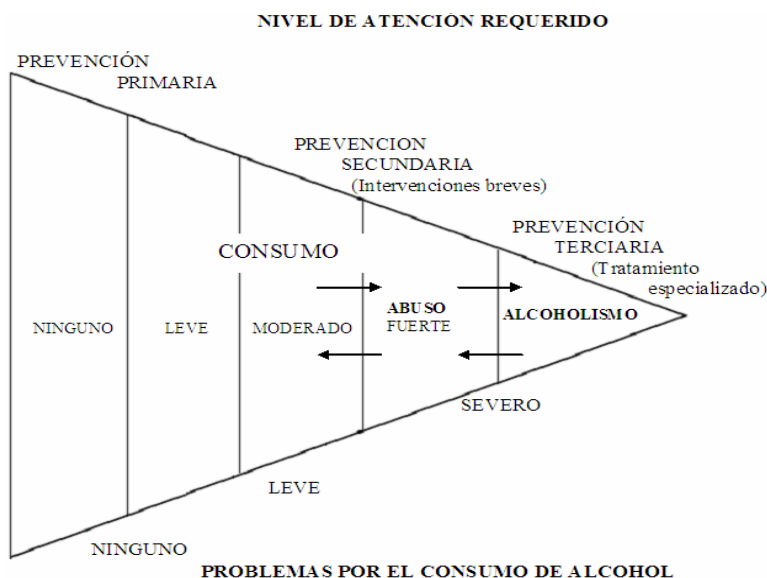 NIVEL DE ATENCIÓN REQUERIDO
PREVENCIÓN
PRIMARIA
PREVENCION
SECUNDARIA
(Intervenciones breves)
PREVENCIÓN
TERCIARIA
(Tratamiento
especializado)
CONSUMO
NINGUNO
LEVE
MODERADO
ABUSO
FUERTE
ALCOHOLISMO
SEVERO
LEVE
NINGUNO
PROBLEMAS POR EL CONSUMO DE ALCOHOL